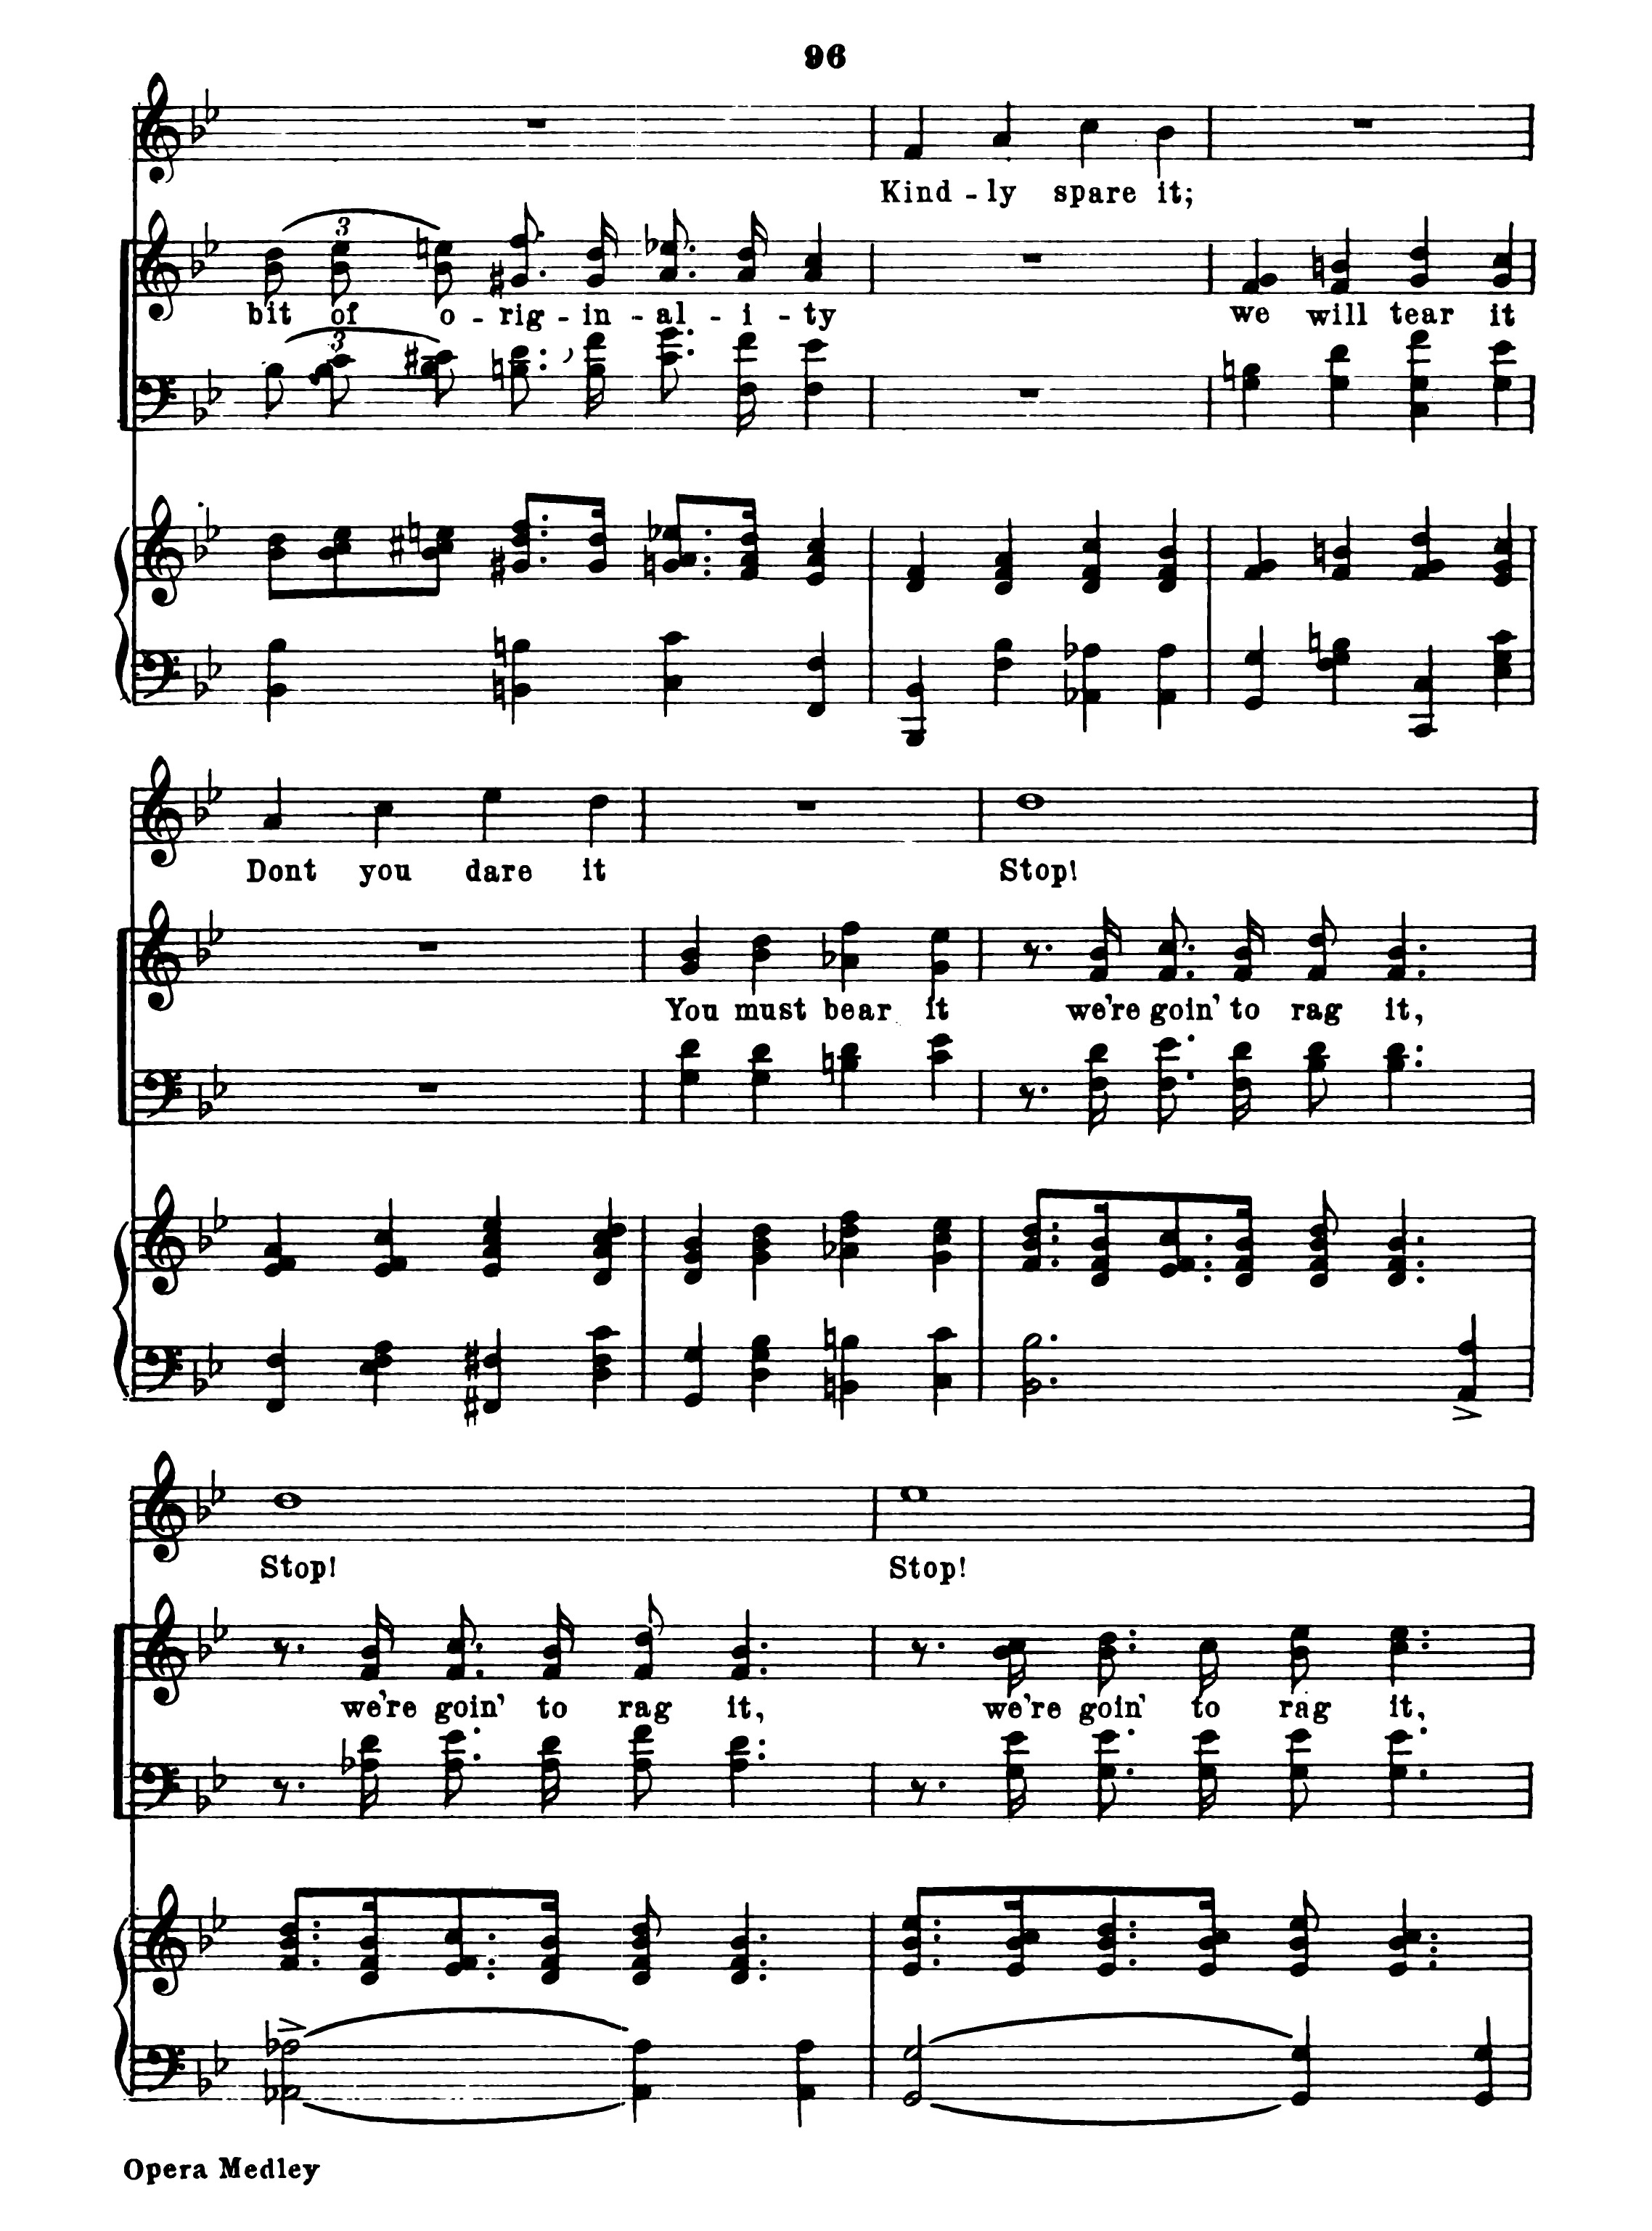 96
Kind - ly spare it;
3
bit of o - rig - in - al - i - ty we will tear it
3
Dont you dare it Stop!
You must bear it we're goin' to rag it,
Stop! Stop!
we're goin' to rag it, we're goin' to rag it,
Opera Medley